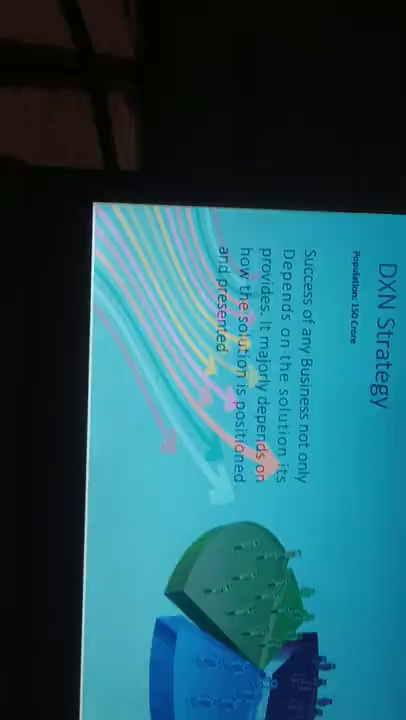 DXN Strategy
Population: 150 Crore
Success of any Business not only
Depends on the solution its
provides. It majorly depends on
how the solution is positioned
and presented